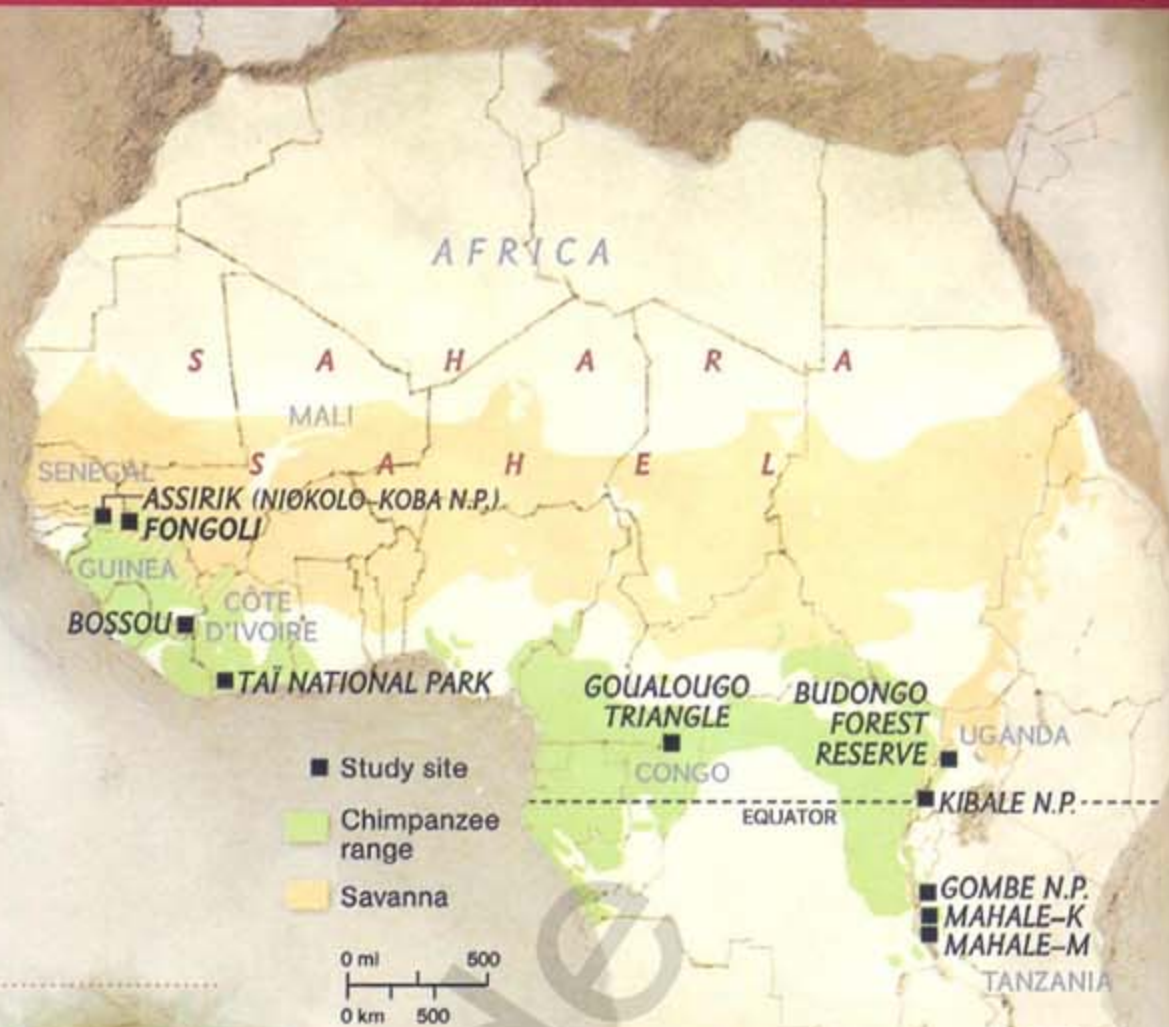 AFRICA
SAHARA
MALI
SAHEL
SENEGAL
ASSIRIK (NIOKOLO-KOBA N.P.)
FONGOLI
GUINEA
CÔTE
D'IVOIRE
BOSSOU
TAÏ NATIONAL PARK
GOUALOUGO
TRIANGLE
BUDONGO
FOREST
RESERVE
UGANDA
CONGO
KIBALE N.P.
EQUATOR
GOMBE N.P.
MAHALE–K
MAHALE–M
TANZANIA
Study site
Chimpanzee
range
Savanna
0 mi 500
0 km 500